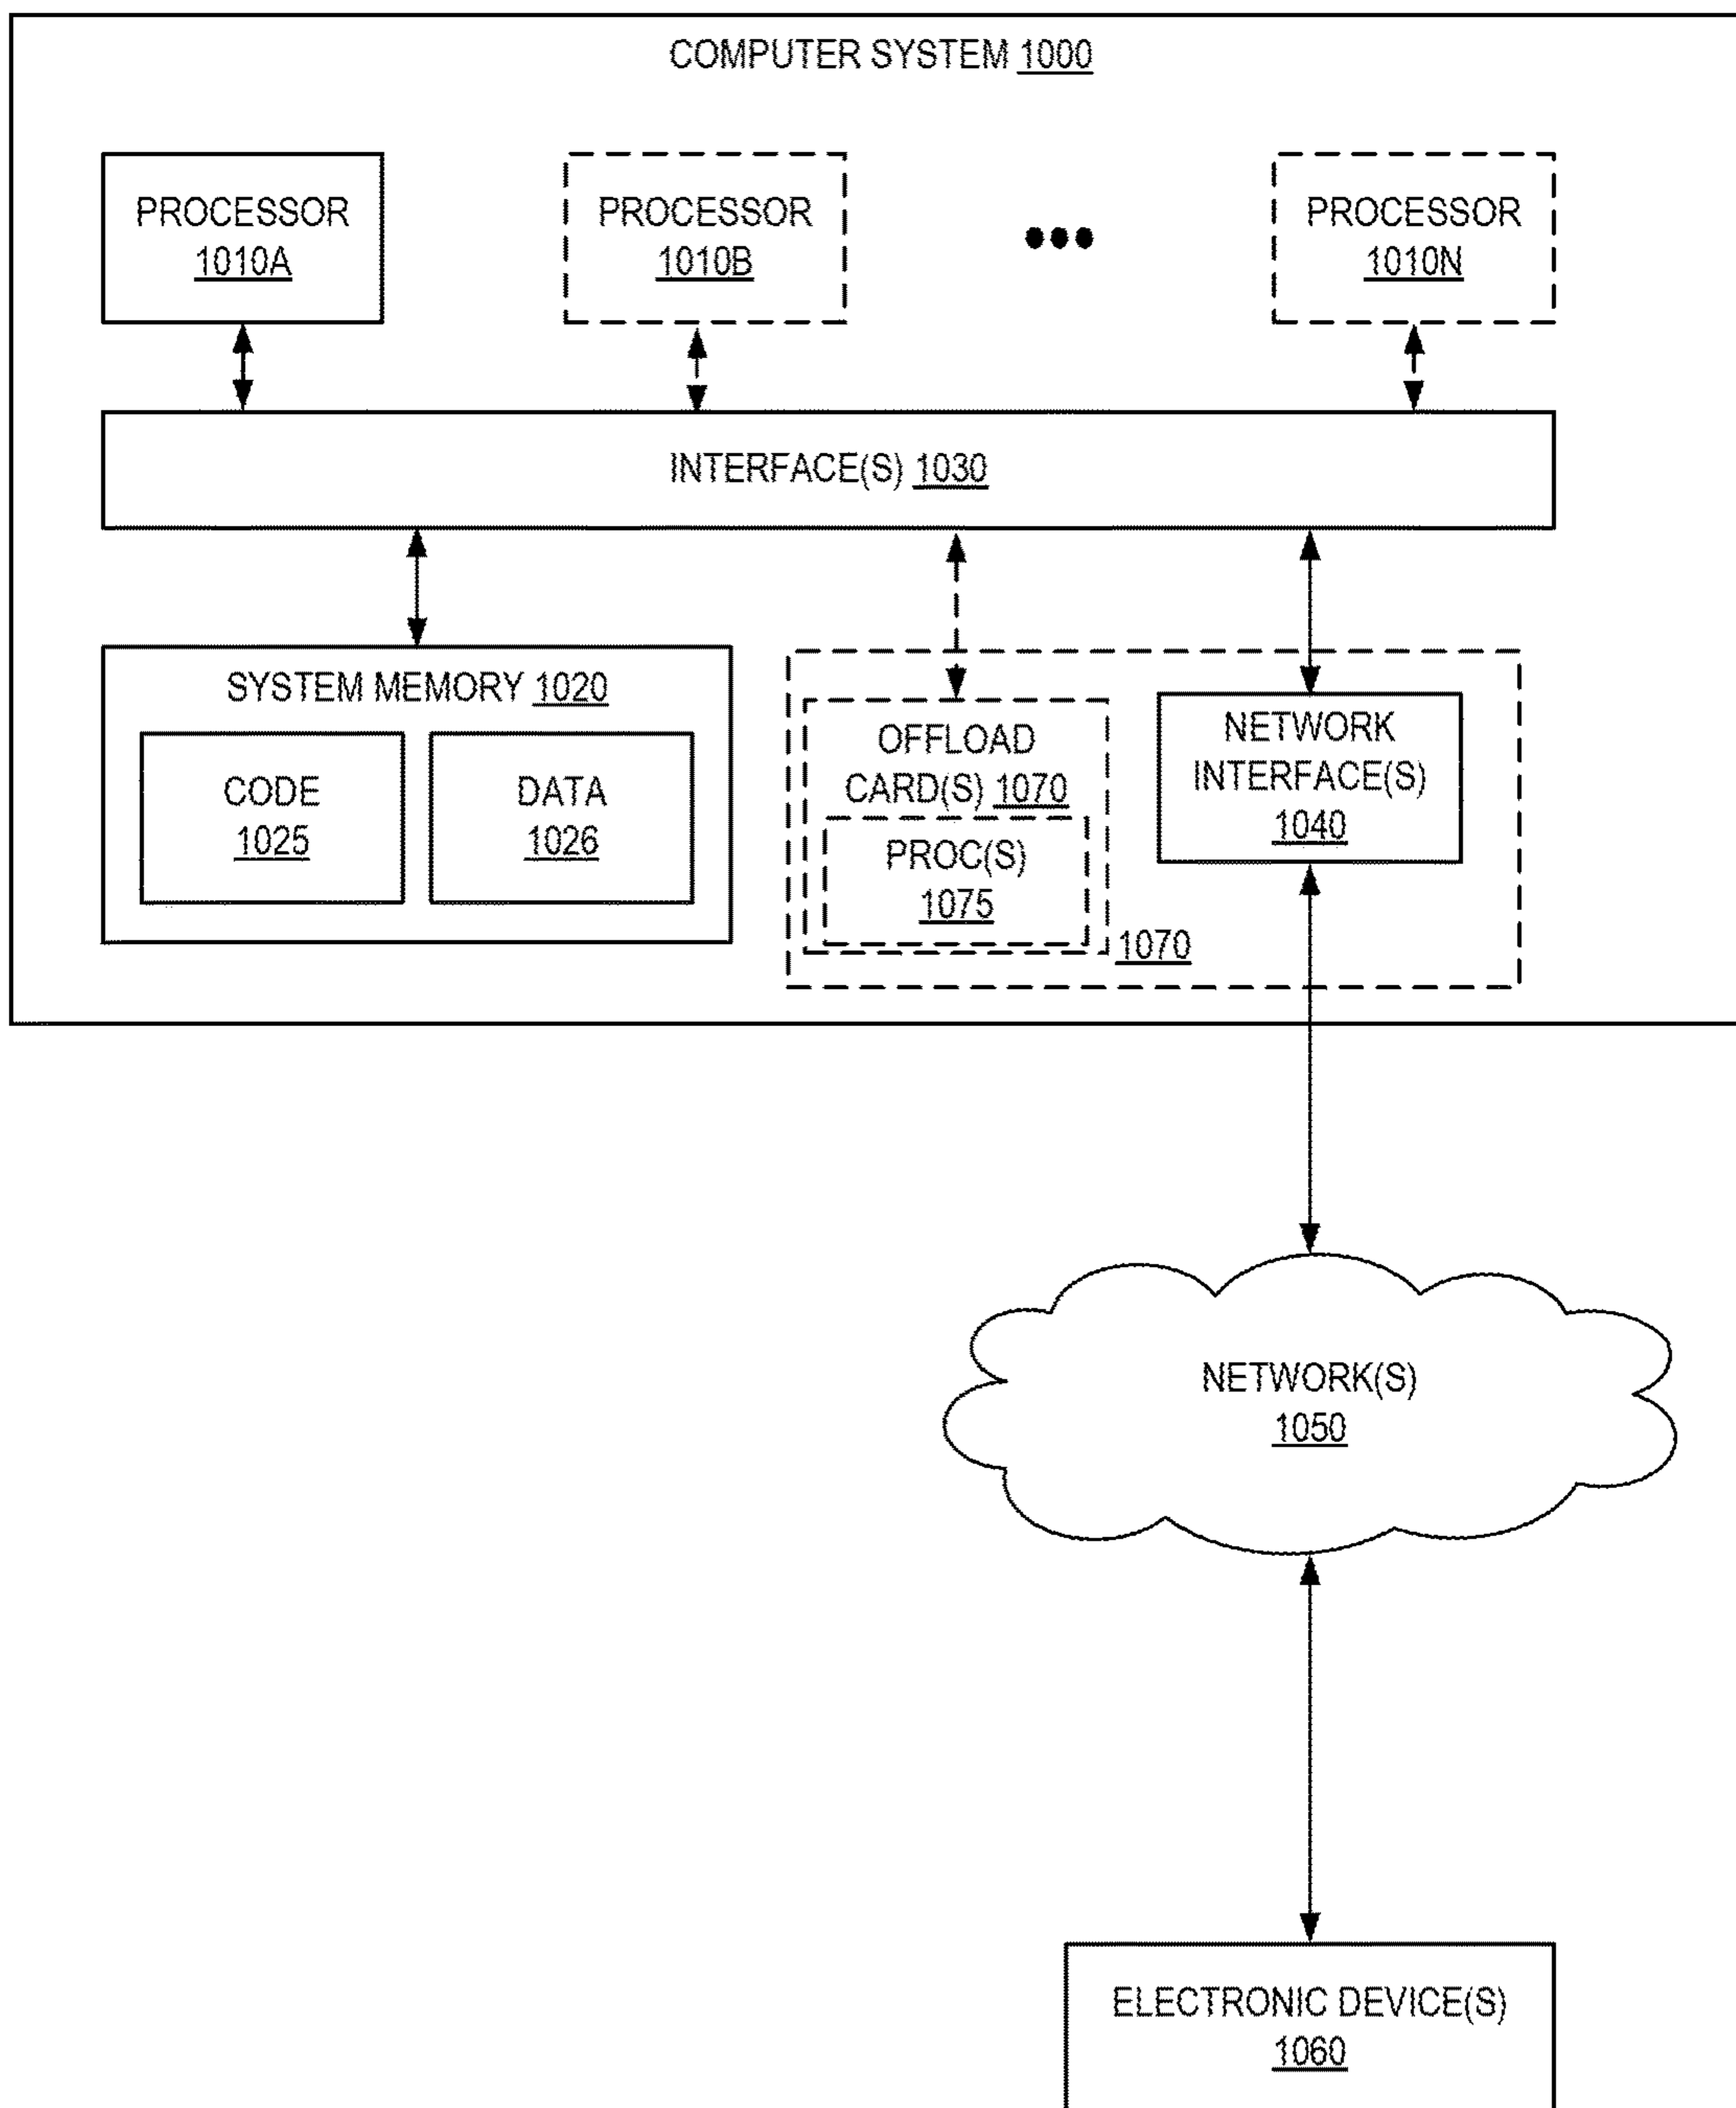 COMPUTER SYSTEM 1000
PROCESSOR
1010A
PROCESSOR
1010B
PROCESSOR
1010N
INTERFACE(S) 1030
SYSTEM MEMORY 1020
CODE
1025
DATA
1026
OFFLOAD
CARD(S) 1070
PROC(S)
1075
1070
NETWORK
INTERFACE(S)
1040
NETWORK(S)
1050
ELECTRONIC DEVICE(S)
1060